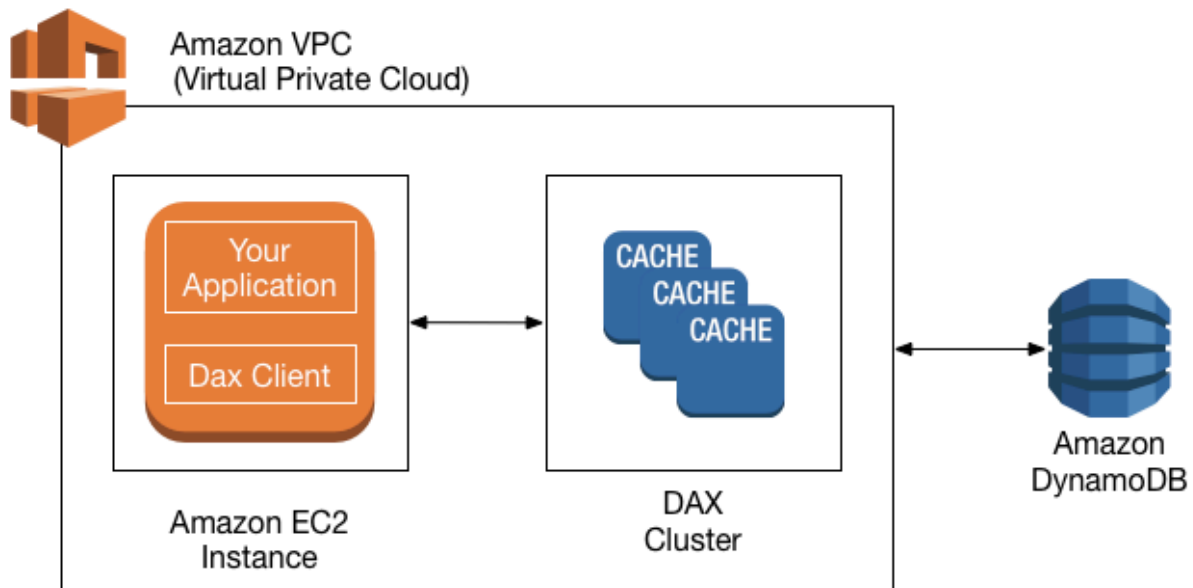 Amazon VPC
(Virtual Private Cloud)
Your
Application
Dax Client
CACHE
CACHE
CACHE
Amazon EC2
Instance
DAX
Cluster
Amazon
DynamoDB